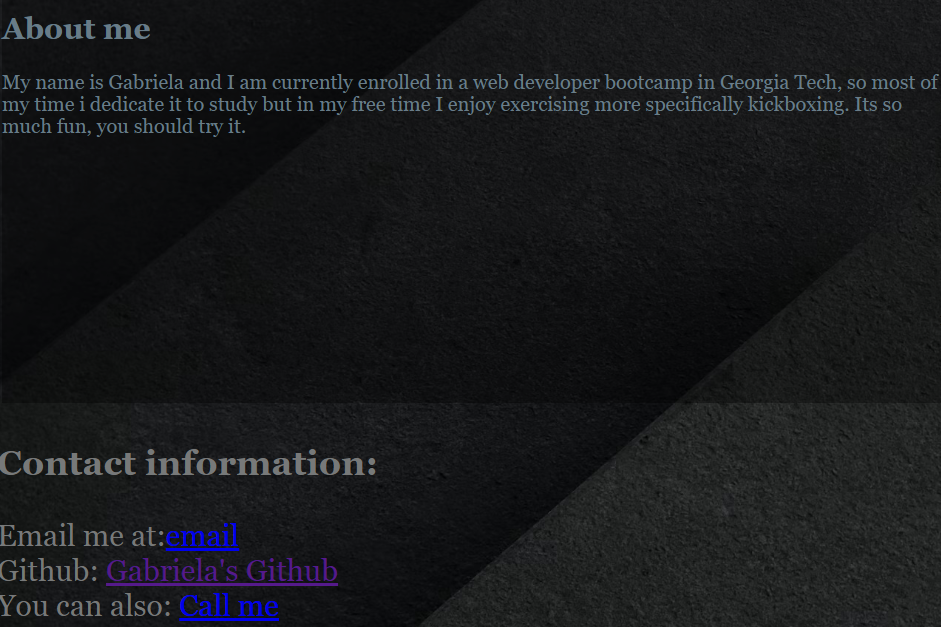 About me
My name is Gabriela and I am currently enrolled in a web developer bootcamp in Georgia Tech, so most of
my time i dedicate it to study but in my free time I enjoy exercising more specifically kickboxing. Its so
much fun, you should try it.
Contact information:
Email me at:email
Github: Gabriela's Github
You can also: Call me